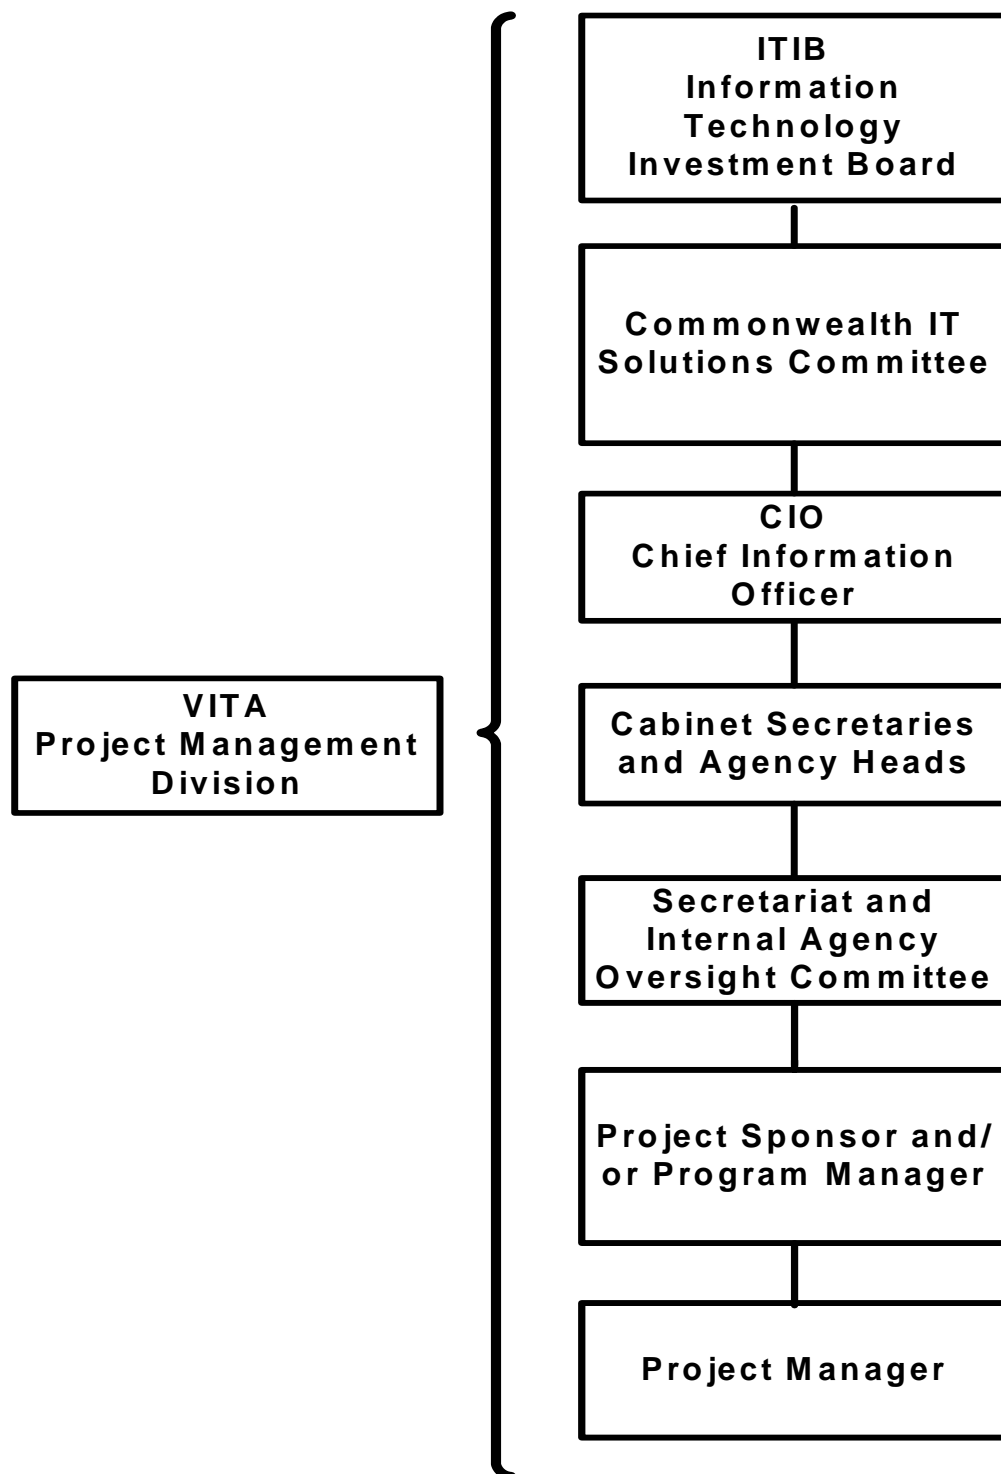 ITIB
Information
Technology
Investment Board
Commonwealth IT
Solutions Committee
CIO
Chief Information
Officer
VITA
Project Management
Division
Cabinet Secretaries
and Agency Heads
Secretariat and
Internal Agency
Oversight Committee
Project Sponsor and/
or Program Manager
Project Manager